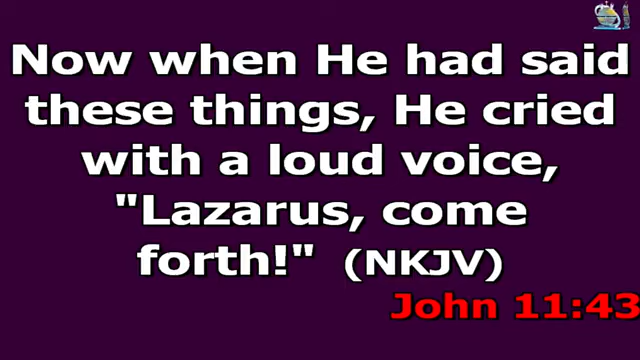 Now when He had said
these things, He cried
with a loud voice,
"Lazarus, come
forth!" (NKJV)
John 11:43